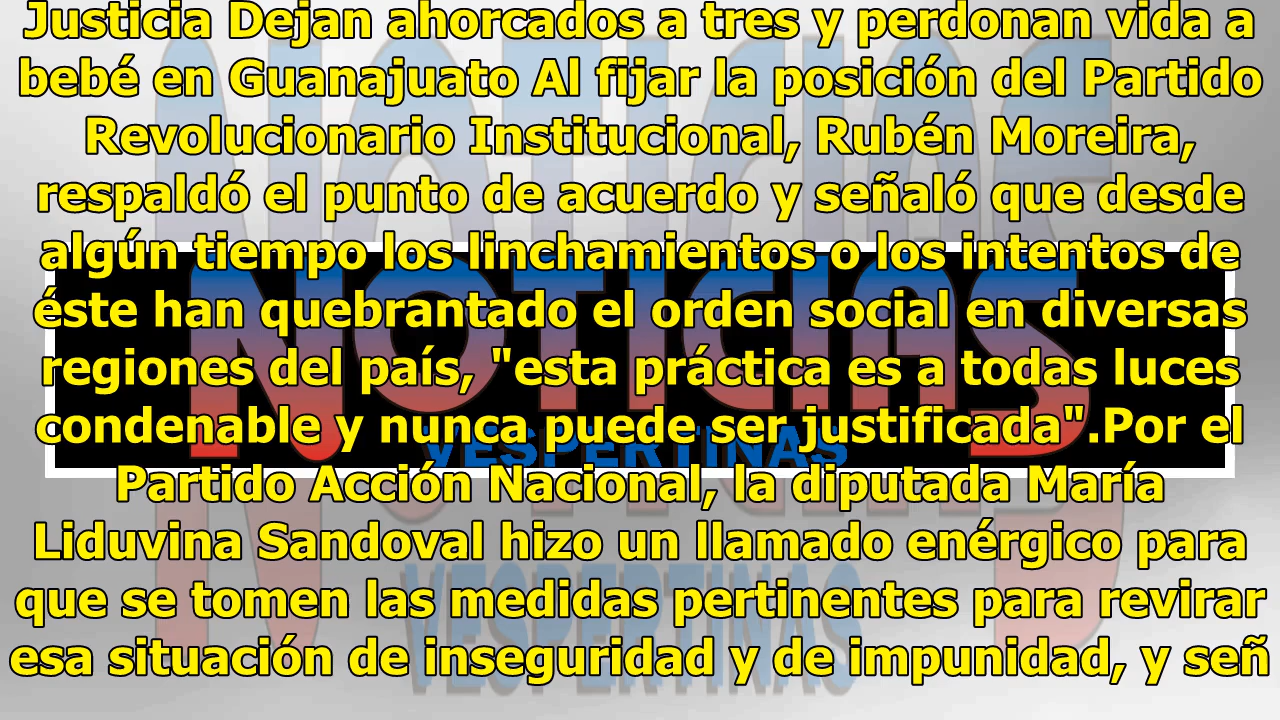 Justicia Dejan ahorcados a tres y perdonan vida a
bebé en Guanajuato Al fijar la posición del Partido
Revolucionario Institucional, Rubén Moreira,
respaldó el punto de acuerdo y señaló que desde
algún tiempo los linchamientos o los intentos de
éste han quebrantado el orden social en diversas
regiones del país, "esta práctica es a todas luces
condenable y nunca puede ser justificada".Por el
Partido Acción Nacional, la diputada María
Liduvina Sandoval hizo un llamado enérgico para
que se tomen las medidas pertinentes para revirar
esa situación de inseguridad y de impunidad, y señ
NOTICIAS
VESPERTINAS
NOTICIAS
VESPERTINAS